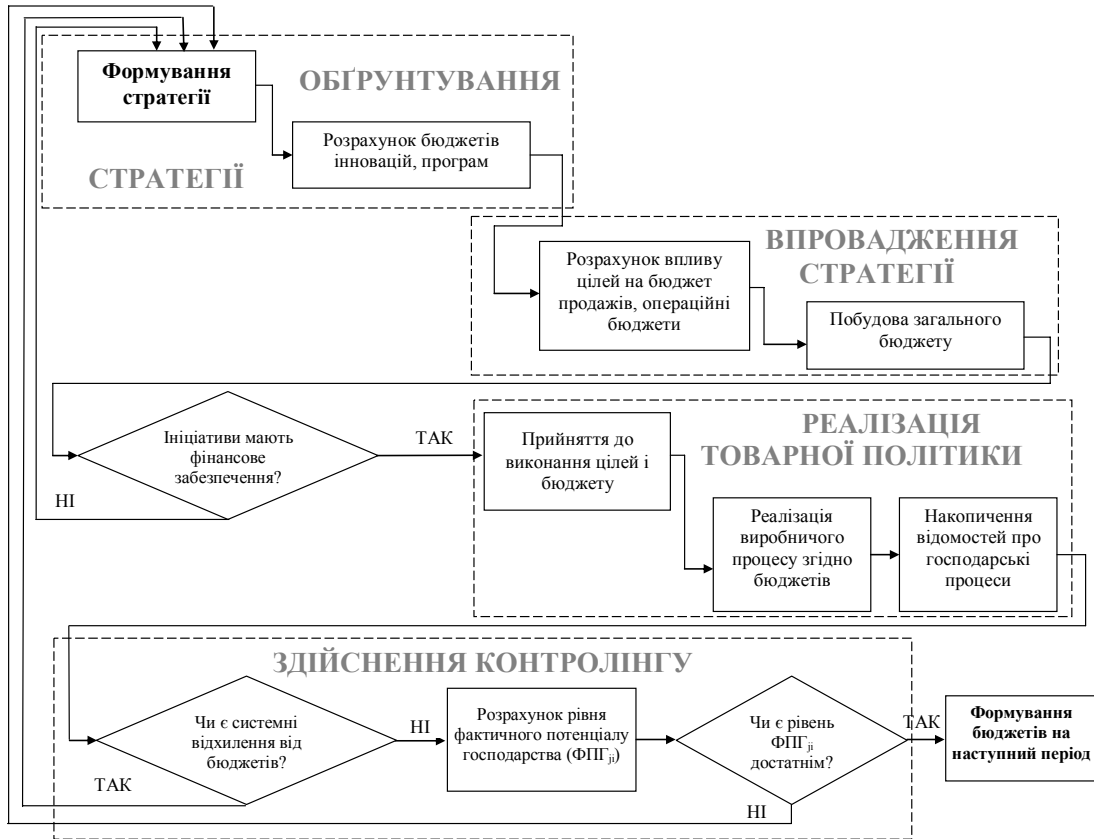 Формування
стратегії
ОБҐРУНТУВАННЯ
Розрахунок бюджетів
інновацій, програм
СТРАТЕГІЇ
ВПРОВАДЖЕННЯ
СТРАТЕГІЇ
Розрахунок впливу
цілей на бюджет
продажів, операційні
бюджети
Побудова загального
бюджету
Ініціативи мають
фінансове
забезпечення?
ТАК
НІ
РЕАЛІЗАЦІЯ
ТОВАРНОЇ ПОЛІТИКИ
Прийняття до
виконання цілей і
бюджету
Реалізація
виробничого
процесу згідно
бюджетів
Накопичення
відомостей про
господарські
процеси
ЗДІЙСНЕННЯ КОНТРОЛІНГУ
Чи є системні
відхилення від
бюджетів?
НІ
ТАК
Розрахунок рівня
фактичного потенціалу
господарства (ФПГji)
Чи є рівень
ФПГji
достатнім?
ТАК
НІ
Формування
бюджетів на
наступний період